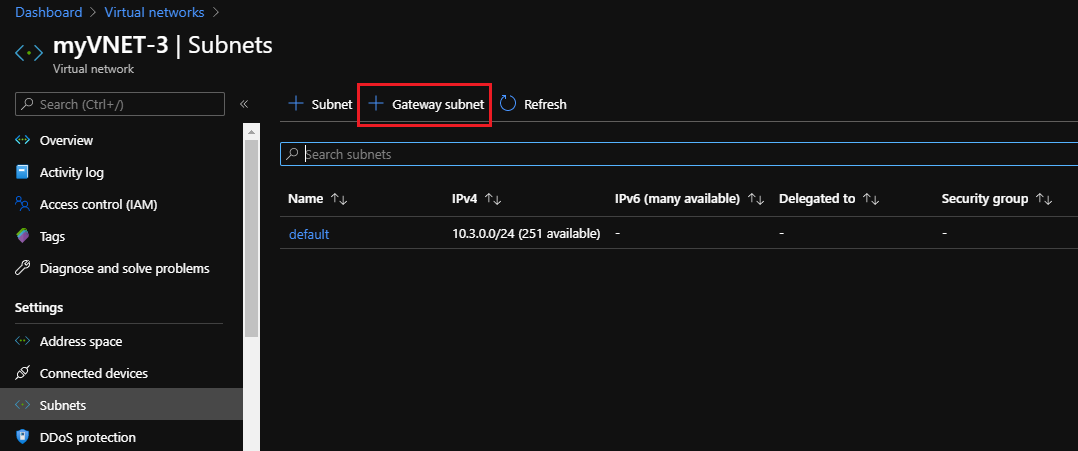 Dashboard > Virtual networks >
myVNET-3 | Subnets
Virtual network
Search (Ctrl+/)
«
+ Subnet + Gateway subnet Refresh
Overview
Activity log
Access control (IAM)
Tags
Diagnose and solve problems
Settings
Address space
Connected devices
Subnets
DDoS protection
Search subnets
Name ↑↓ IPv4 ↑↓ IPv6 (many available) ↑↓ Delegated to ↑↓ Security group ↑↓
default 10.3.0.0/24 (251 available) - - -